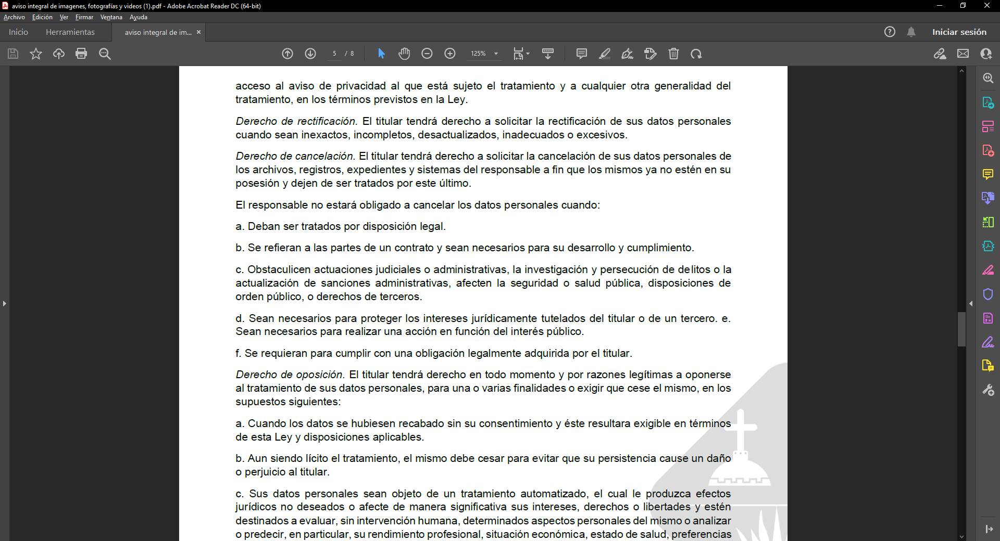 aviso integral de imagenes, fotografías y videos (1).pdf - Adobe Acrobat Reader DC (64-bit)
Archivo Edición Ver Firmar Ventana Ayuda
Inicio Herramientas aviso integral de im... Iniciar sesión
5 / 8 125%
acceso al aviso de privacidad al que está sujeto el tratamiento y a cualquier otra generalidad del
tratamiento, en los términos previstos en la Ley.
Derecho de rectificación. El titular tendrá derecho a solicitar la rectificación de sus datos personales
cuando sean inexactos, incompletos, desactualizados, inadecuados o excesivos.
Derecho de cancelación. El titular tendrá derecho a solicitar la cancelación de sus datos personales de
los archivos, registros, expedientes y sistemas del responsable a fin que los mismos ya no estén en su
posesión y dejen de ser tratados por este último.
El responsable no estará obligado a cancelar los datos personales cuando:
a. Deban ser tratados por disposición legal.
b. Se refieran a las partes de un contrato y sean necesarios para su desarrollo y cumplimiento.
c. Obstaculicen actuaciones judiciales o administrativas, la investigación y persecución de delitos o la
actualización de sanciones administrativas, afecten la seguridad o salud pública, disposiciones de
orden público, o derechos de terceros.
d. Sean necesarios para proteger los intereses jurídicamente tutelados del titular o de un tercero. e.
Sean necesarios para realizar una acción en función del interés público.
f. Se requieran para cumplir con una obligación legalmente adquirida por el titular.
Derecho de oposición. El titular tendrá derecho en todo momento y por razones legítimas a oponerse
al tratamiento de sus datos personales, para una o varias finalidades o exigir que cese el mismo, en los
supuestos siguientes:
a. Cuando los datos se hubiesen recabado sin su consentimiento y éste resultara exigible en términos
de esta Ley y disposiciones aplicables.
b. Aun siendo lícito el tratamiento, el mismo debe cesar para evitar que su persistencia cause un daño
o perjuicio al titular.
c. Sus datos personales sean objeto de un tratamiento automatizado, el cual le produzca efectos
jurídicos no deseados o afecte de manera significativa sus intereses, derechos o libertades y estén
destinados a evaluar, sin intervención humana, determinados aspectos personales del mismo o analizar
o predecir, en particular, su rendimiento profesional, situación económica, estado de salud, preferencias